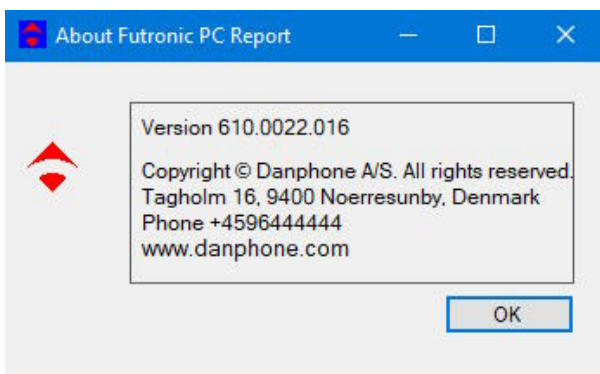 About Futronic PC Report
Version 610.0022.016
Copyright © Danphone A/S. All rights reserved.
Tagholm 16, 9400 Noerresunby, Denmark
Phone +4596444444
www.danphone.com
OK